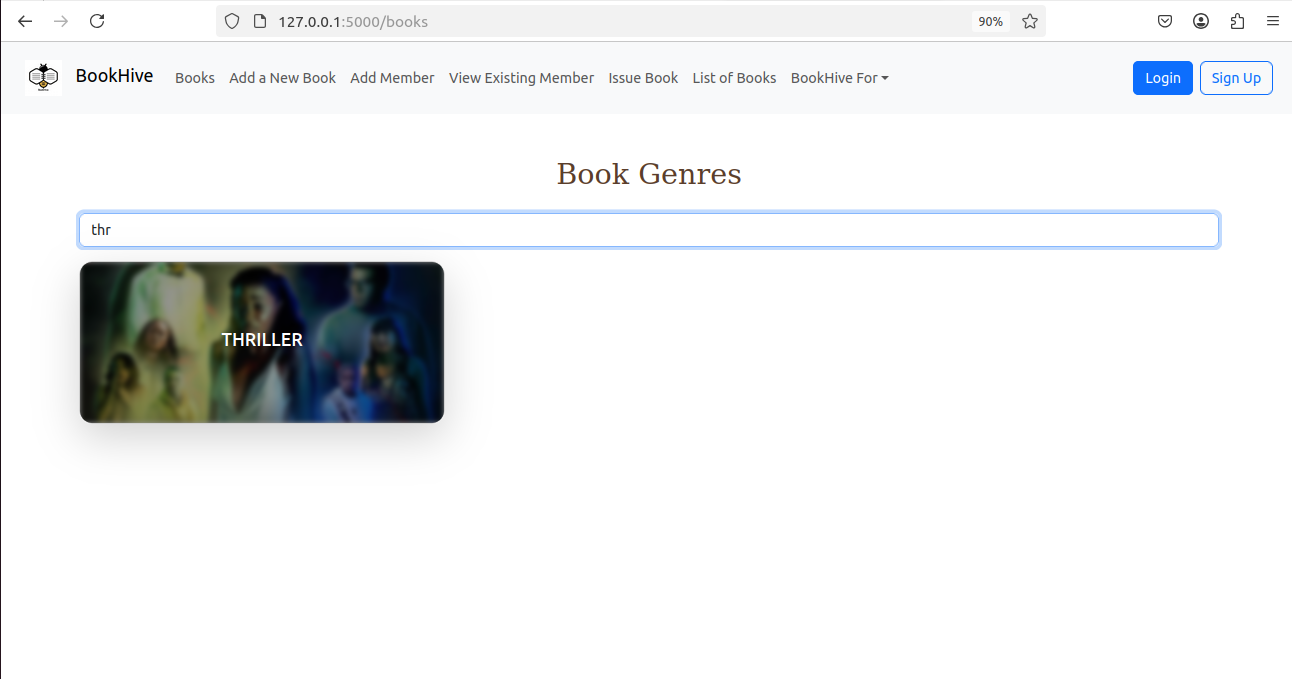 127.0.0.1:5000/books
90%
BookHive Books Add a New Book Add Member View Existing Member Issue Book List of Books BookHive For Login Sign Up
Book Genres
thr
THRILLER